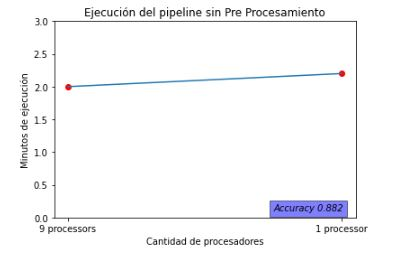 Ejecución del pipeline sin Pre Procesamiento
3.0
2.5
2.0
1.5
1.0
0.5
0.0
Minutos de ejecución
Accuracy 0.882
9 processors 1 processor
Cantidad de procesadores